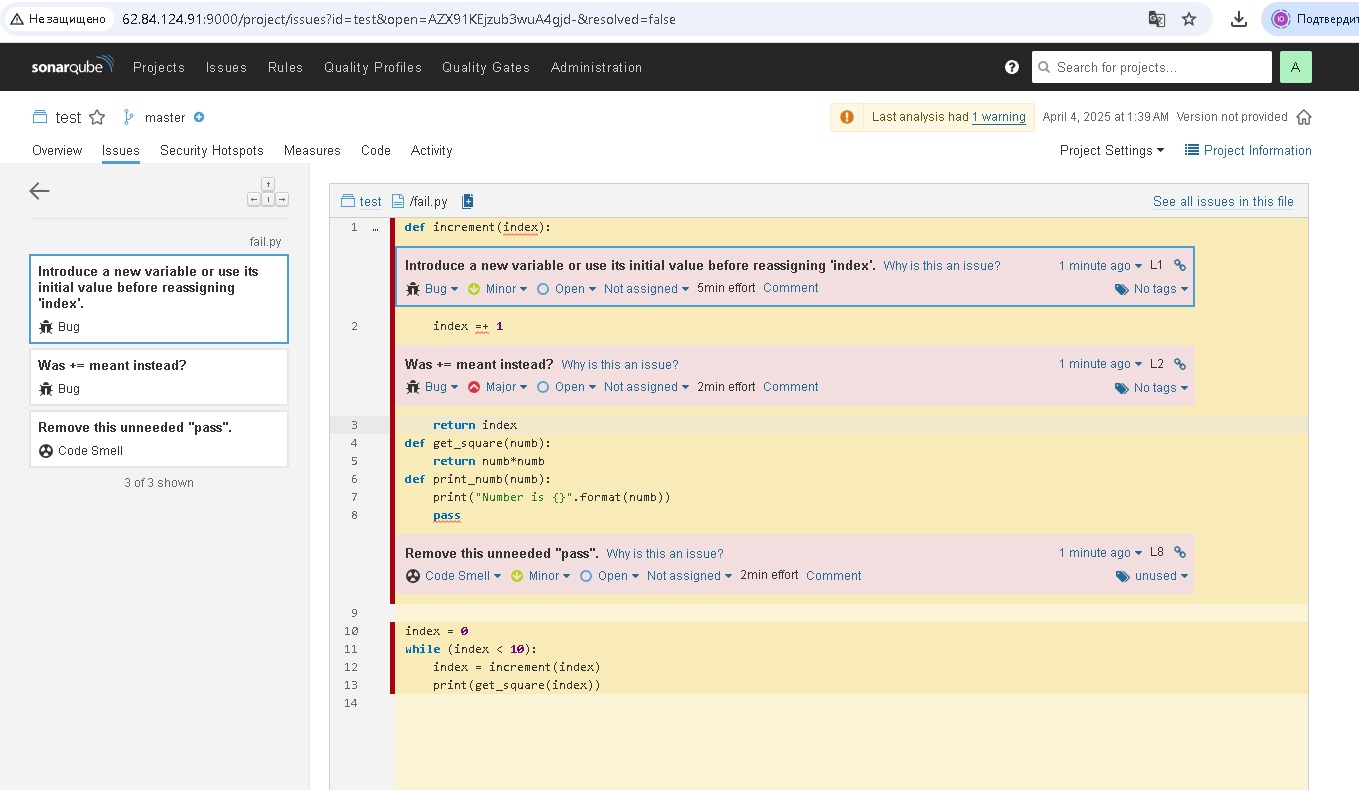 Не защищено 62.84.124.91:9000/project/issues?id=test&open=AZX91KEjzub3wuA4gjd-&resolved=false Подтвердит
sonarqube Projects Issues Rules Quality Profiles Quality Gates Administration Search for projects... A
test master Last analysis had 1 warning April 4, 2025 at 1:39 AM Version not provided
Overview Issues Security Hotspots Measures Code Activity Project Settings Project Information
fail.py
Introduce a new variable or use its
initial value before reassigning
'index'.
Bug
Was += meant instead?
Bug
Remove this unneeded "pass".
Code Smell
3 of 3 shown
test /fail.py See all issues in this file
1 ... def increment(index):
Introduce a new variable or use its initial value before reassigning 'index'. Why is this an issue? 1 minute ago L1
Bug Minor Open Not assigned 5min effort Comment No tags
2 index =+ 1
Was += meant instead? Why is this an issue? 1 minute ago L2
Bug Major Open Not assigned 2min effort Comment No tags
3 return index
4 def get_square(numb):
5 return numb*numb
6 def print_numb(numb):
7 print("Number is {}".format(numb))
8 pass
Remove this unneeded "pass". Why is this an issue? 1 minute ago L8
Code Smell Minor Open Not assigned 2min effort Comment unused
9
10 index = 0
11 while (index < 10):
12 index = increment(index)
13 print(get_square(index))
14